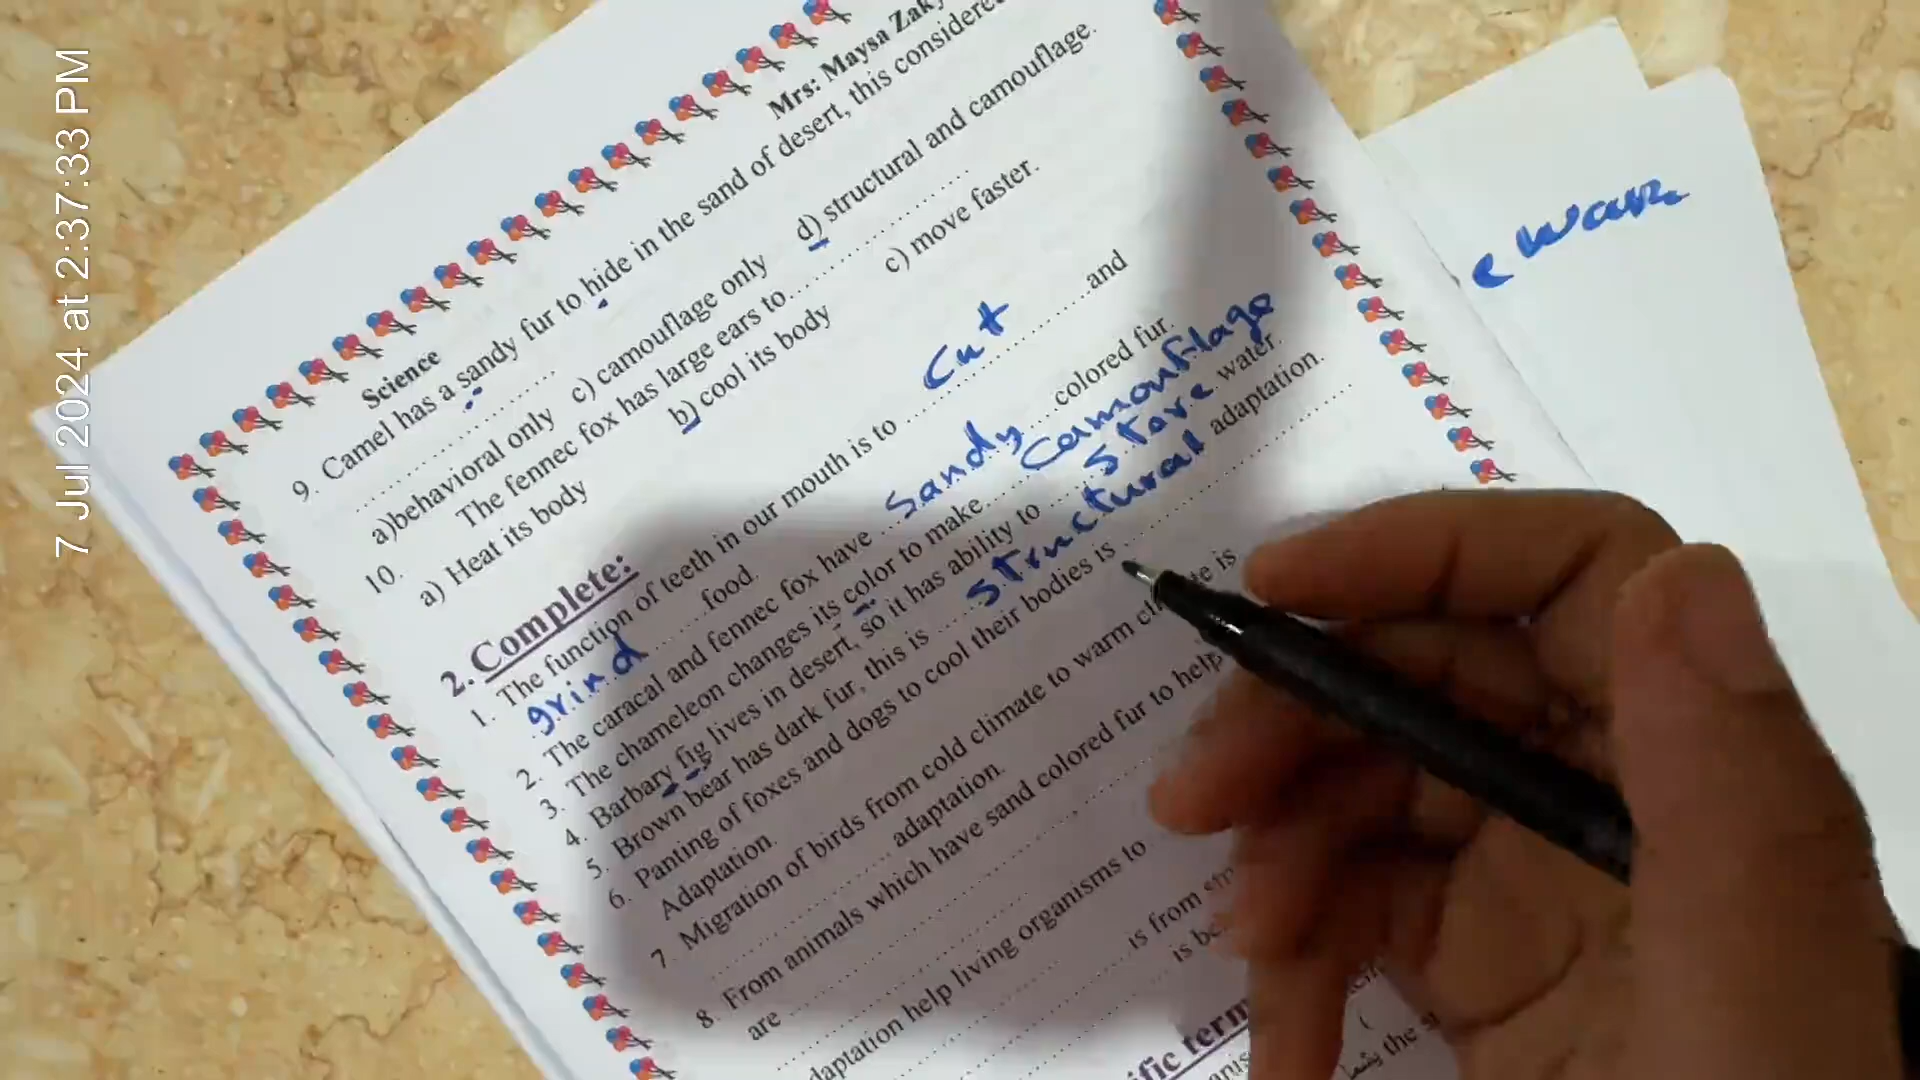 7 Jul 2024 at 2:37:33 PM
Mrs: Maysa Zaky
Science
9. Camel has a sandy fur to hide in the sand of desert, this considered
....................
a)behavioral only c) camouflage only d) structural and camouflage.
10. The fennec fox has large ears to...................
a) Heat its body b) cool its body c) move faster.
2. Complete:
1. The function of teeth in our mouth is to ......cut......and
grind......food.
2. The caracal and fennec fox have ...sandy...colored fur.
3. The chameleon changes its color to make...camouflage
4. Barbary fig lives in desert, so it has ability to...store...water.
5. Brown bear has dark fur, this is ....structural adaptation.
6. Panting of foxes and dogs to cool their bodies is ....................
Adaptation.
7. Migration of birds from cold climate to warm is
.................... adaptation.
8. From animals which have sand colored fur to help
are ....................
help living organisms to
is from
the